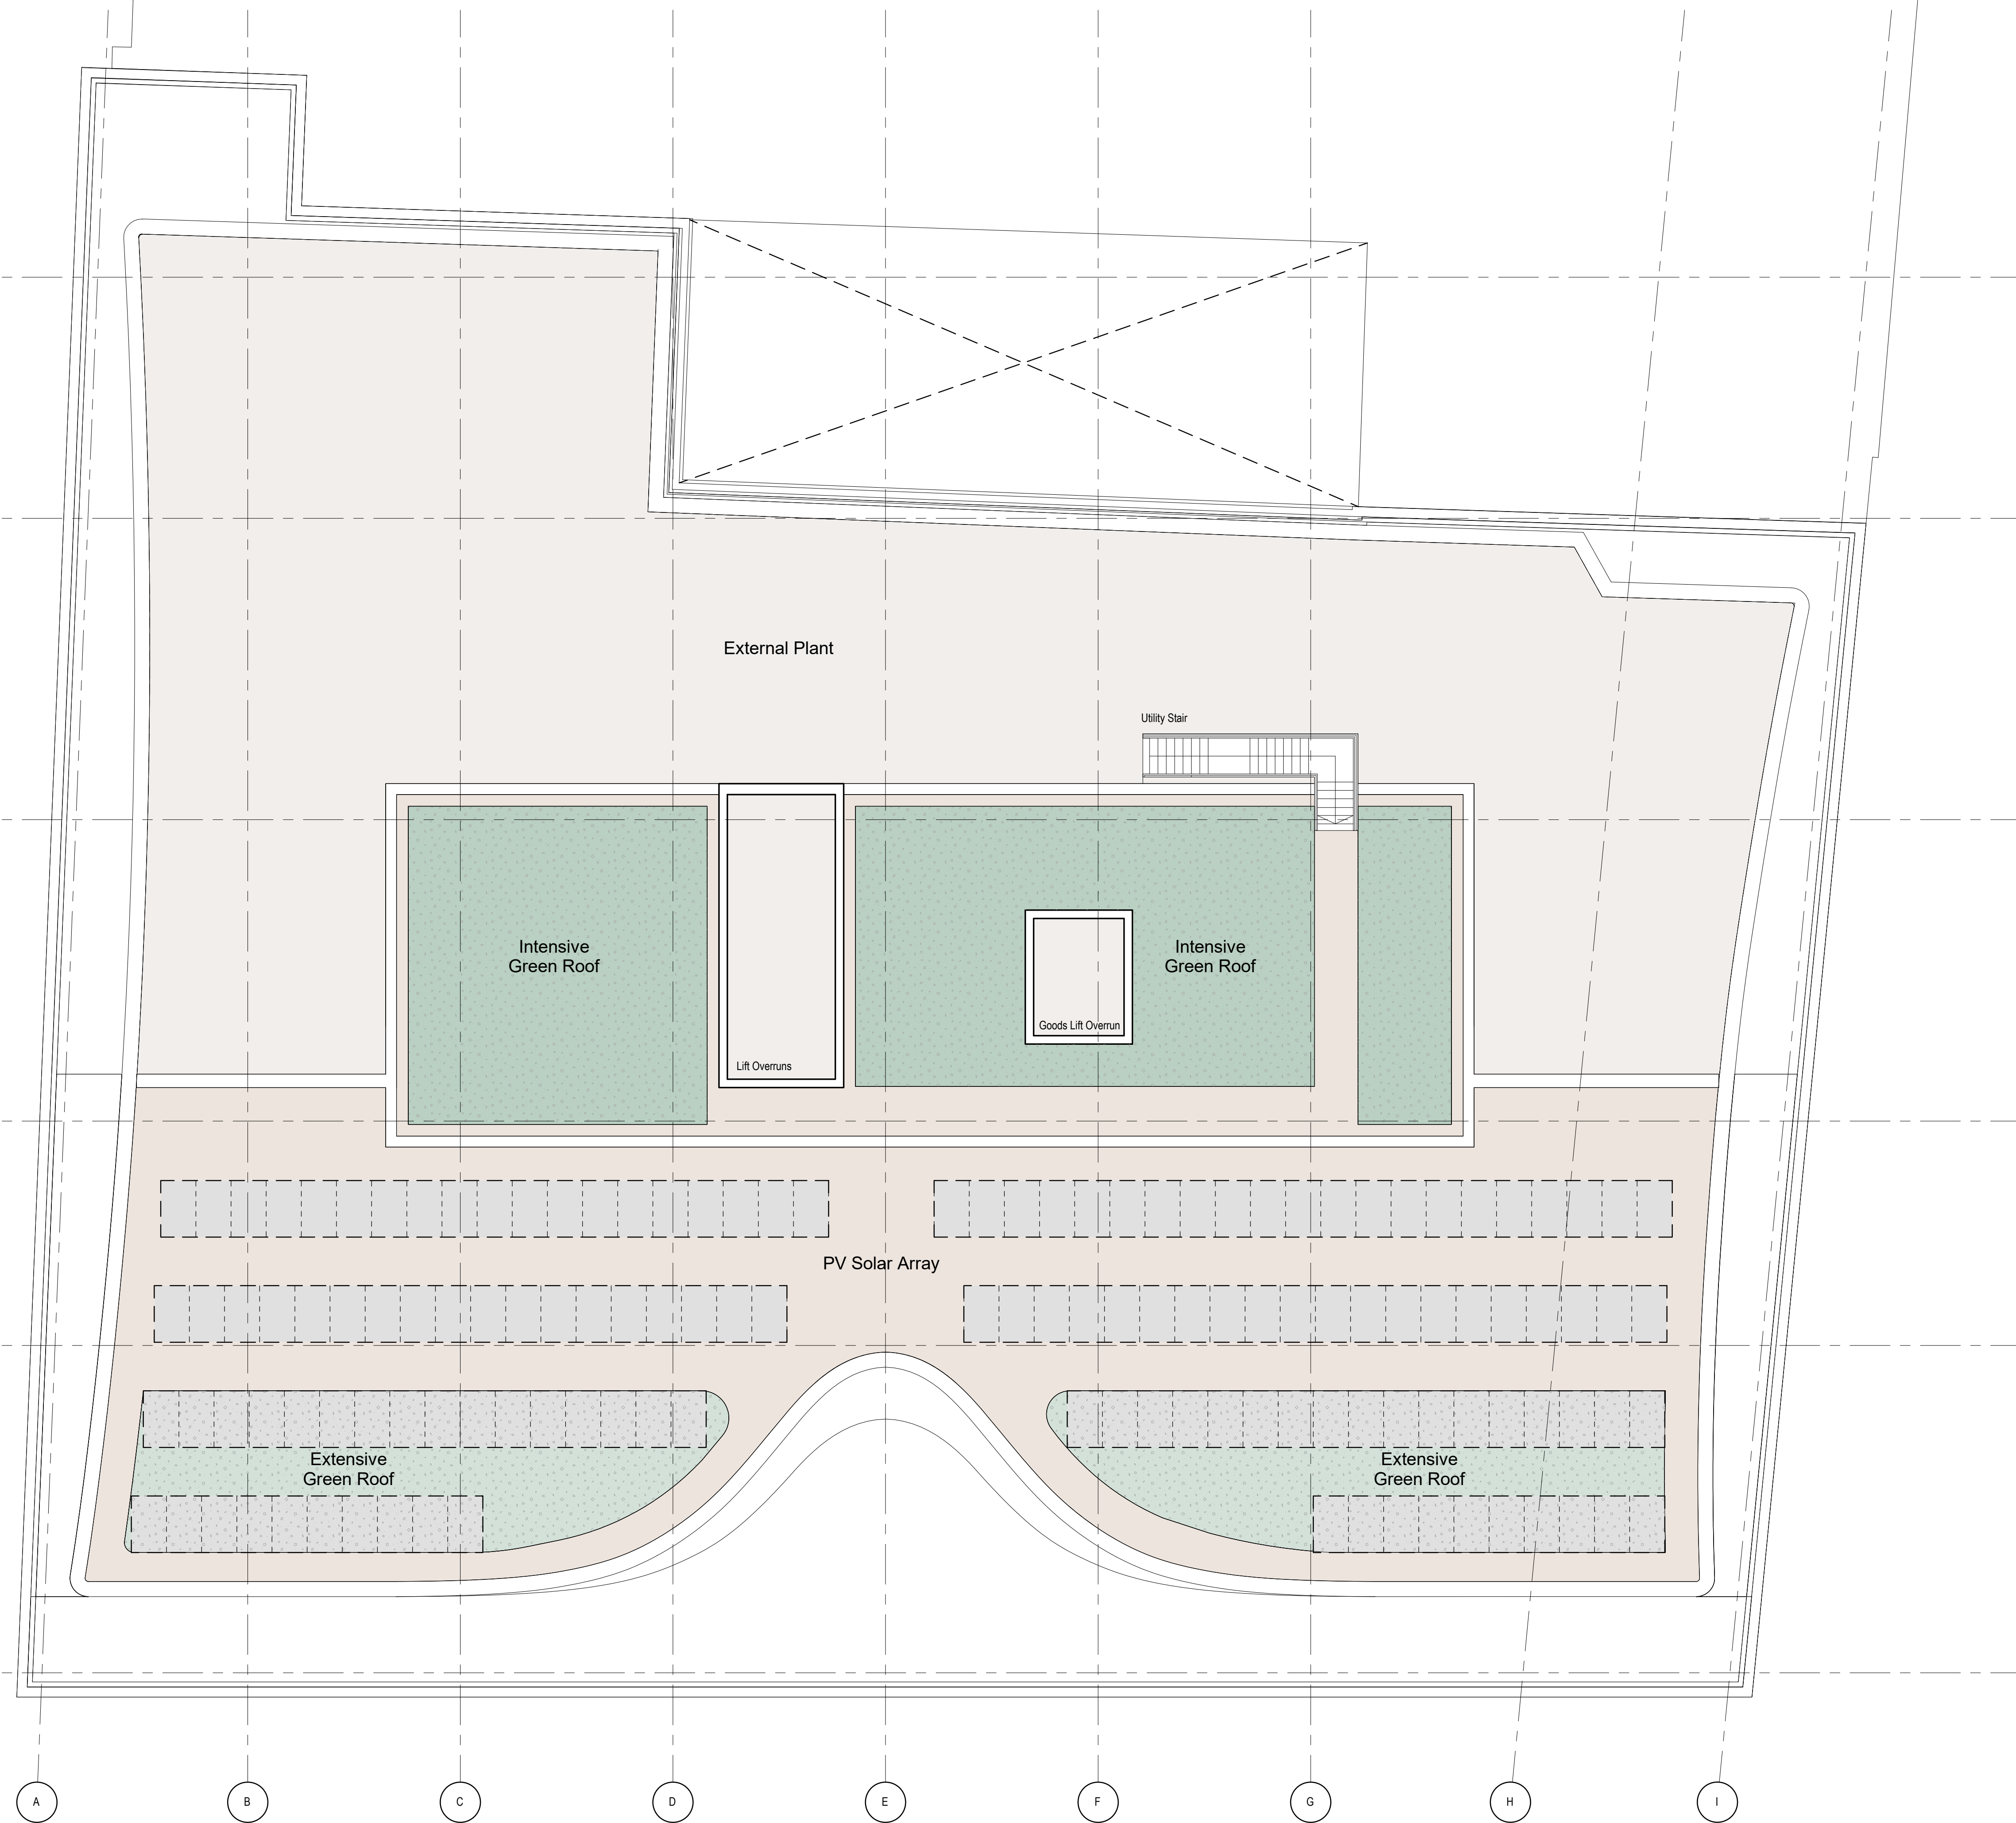 External Plant
Utility Stair
Intensive
Green Roof
Intensive
Green Roof
Goods Lift Overrun
Lift Overruns
PV Solar Array
Extensive
Green Roof
Extensive
Green Roof
A
B
C
D
E
F
G
H
I